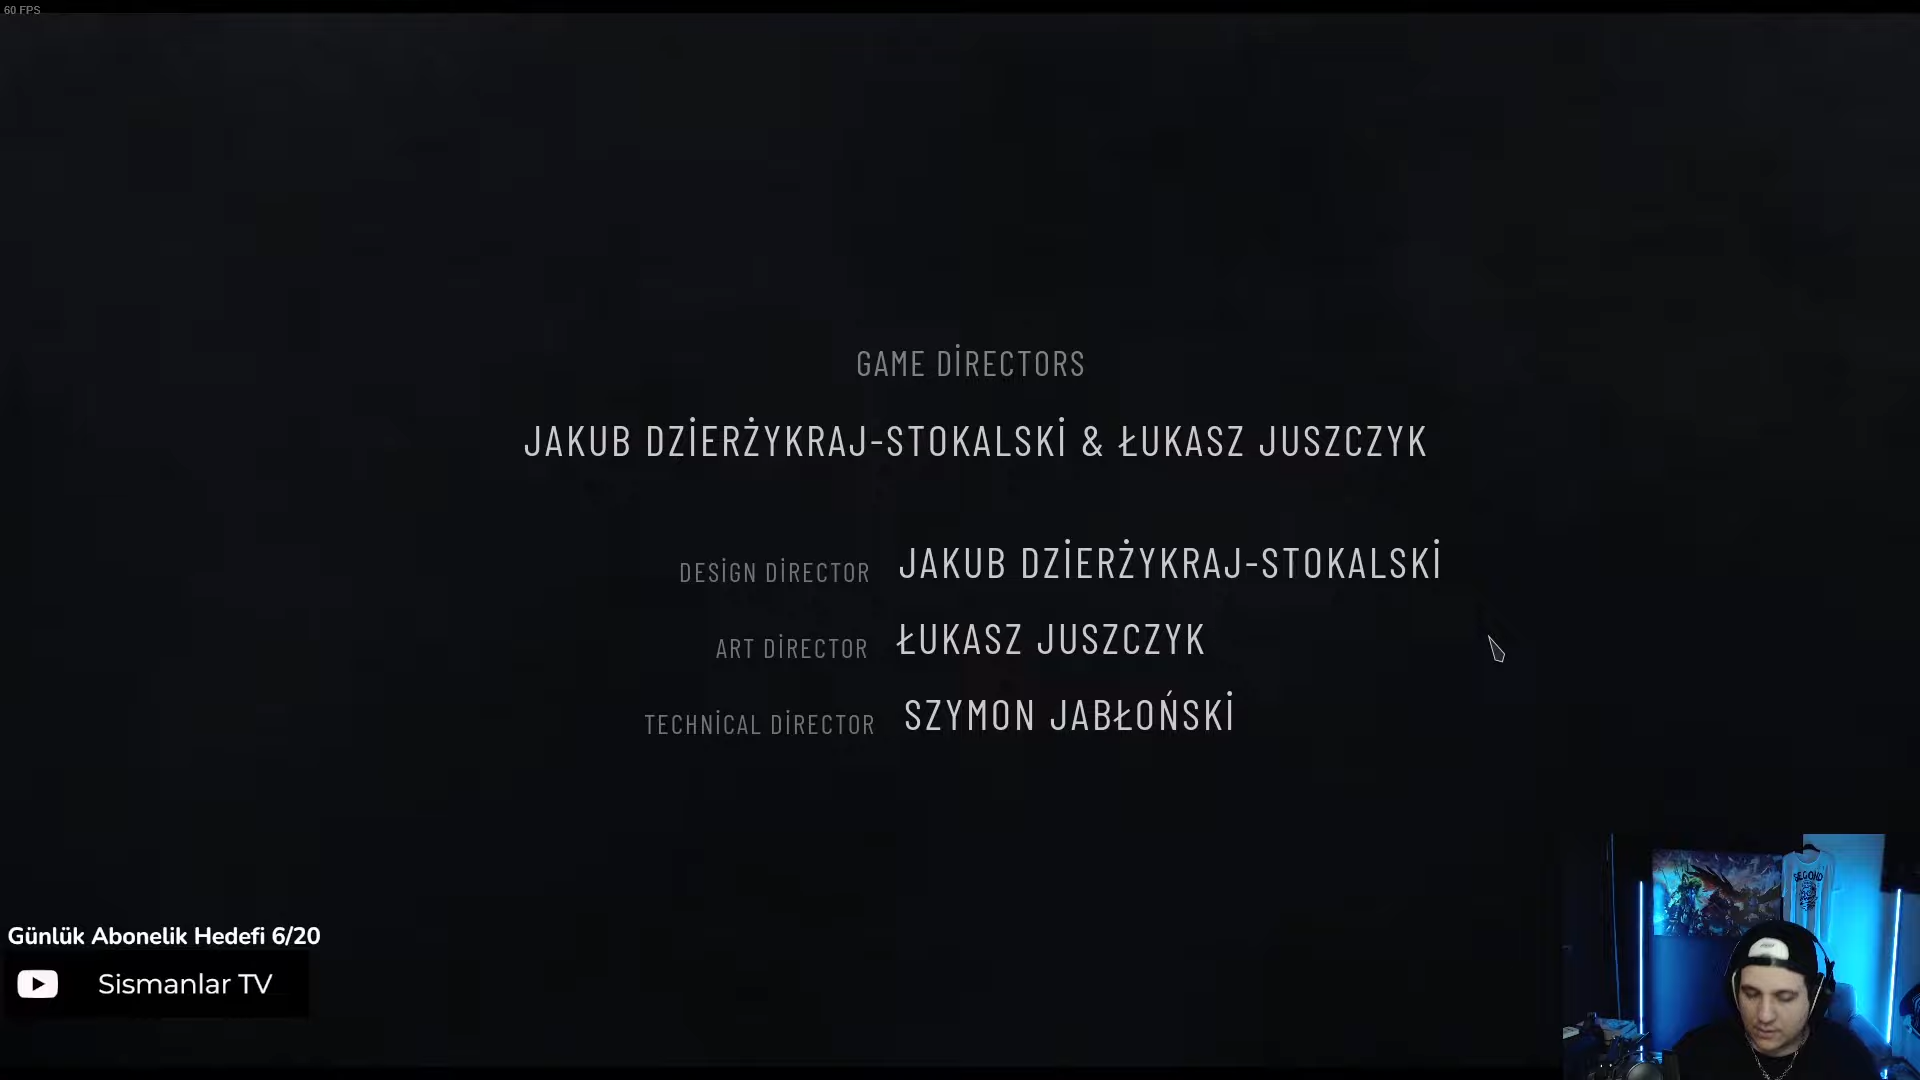 60 FPS
GAME DİRECTORS
JAKUB DZİERŻYKRAJ-STOKALSKİ & ŁUKASZ JUSZCZYK
DESİGN DİRECTOR JAKUB DZİERŻYKRAJ-STOKALSKİ
ART DİRECTOR ŁUKASZ JUSZCZYK
TECHNİCAL DİRECTOR SZYMON JABŁOŃSKİ
Günlük Abonelik Hedefi 6/20
Sismanlar TV
SECOND